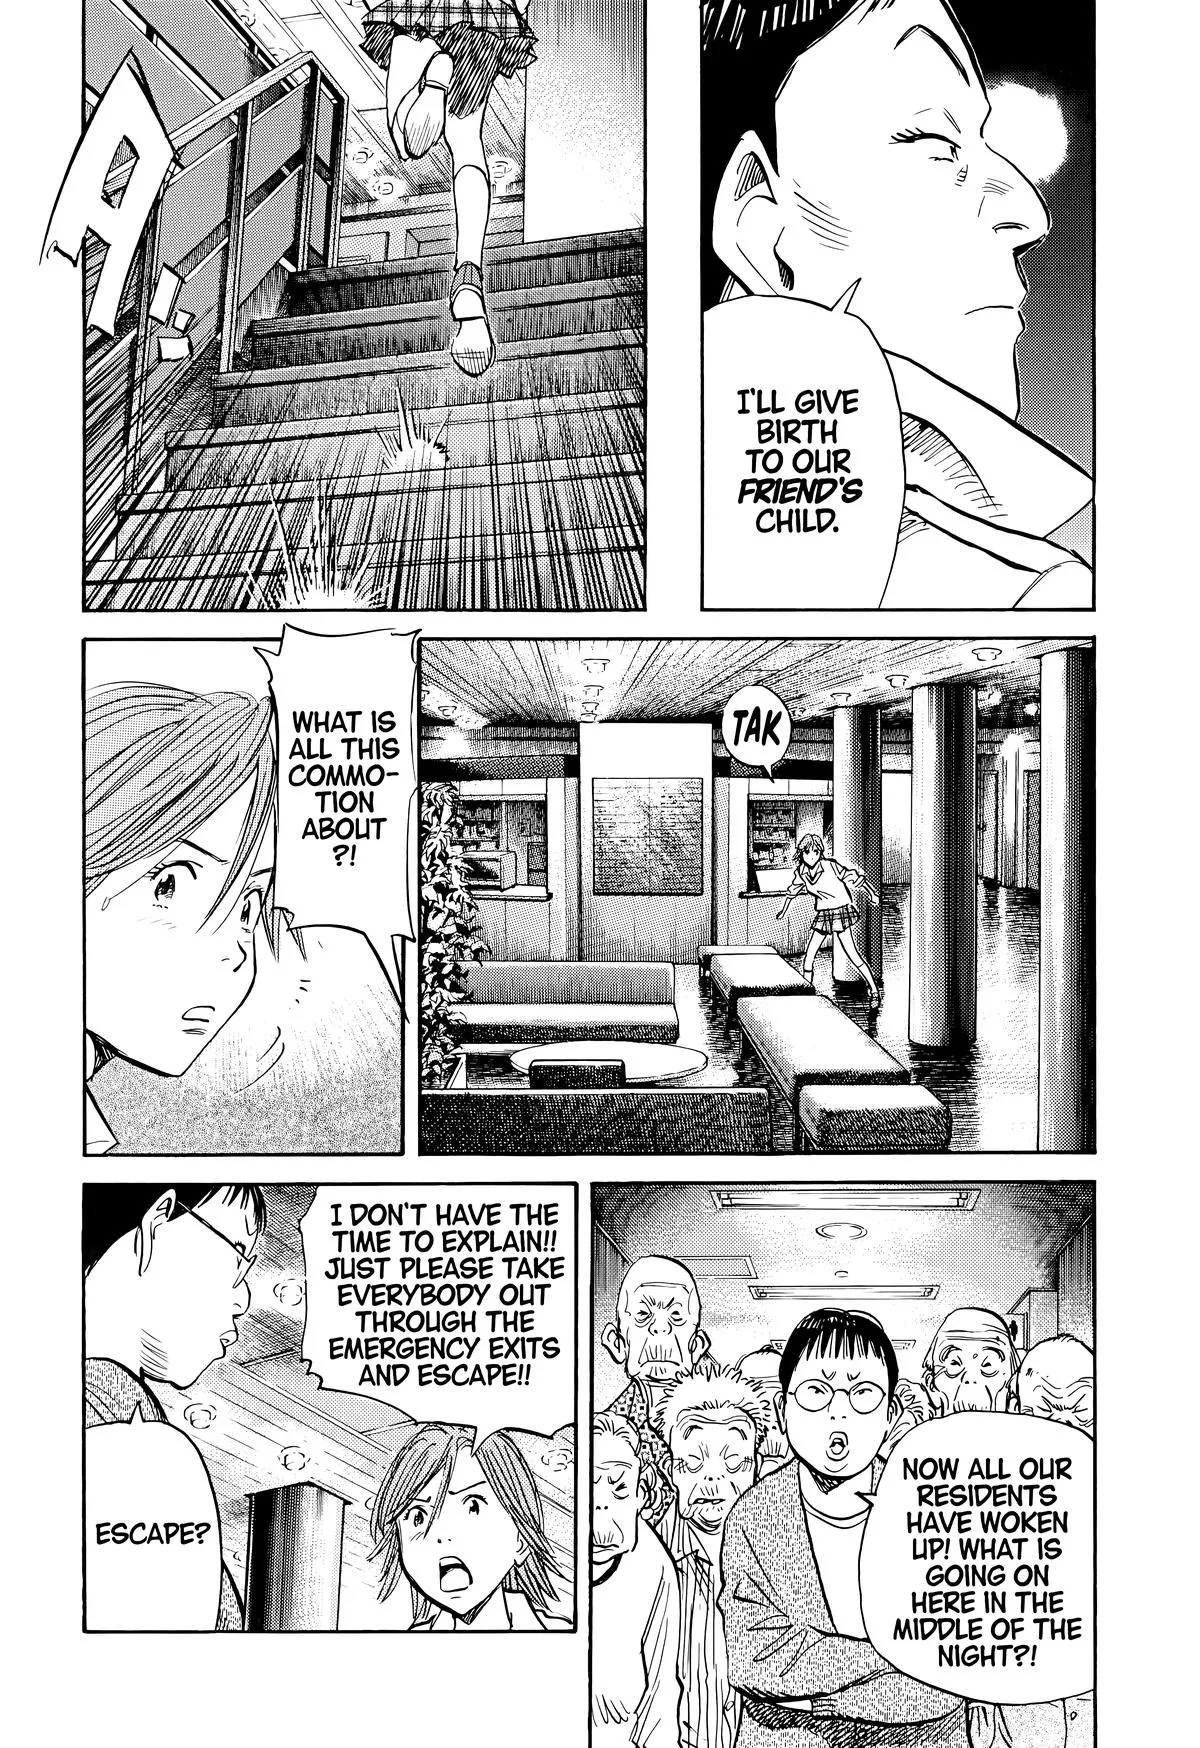 I'LL GIVE
BIRTH
TO OUR
FRIEND'S
CHILD.
TAK
WHAT IS
ALL THIS
COMMO-
TION
ABOUT
?!
NOW ALL OUR
RESIDENTS
HAVE WOKEN
UP! WHAT IS
GOING ON
HERE IN THE
MIDDLE OF THE
NIGHT?!
I DON'T HAVE THE
TIME TO EXPLAIN!!
JUST PLEASE TAKE
EVERYBODY OUT
THROUGH THE
EMERGENCY EXITS
AND ESCAPE!!
ESCAPE?